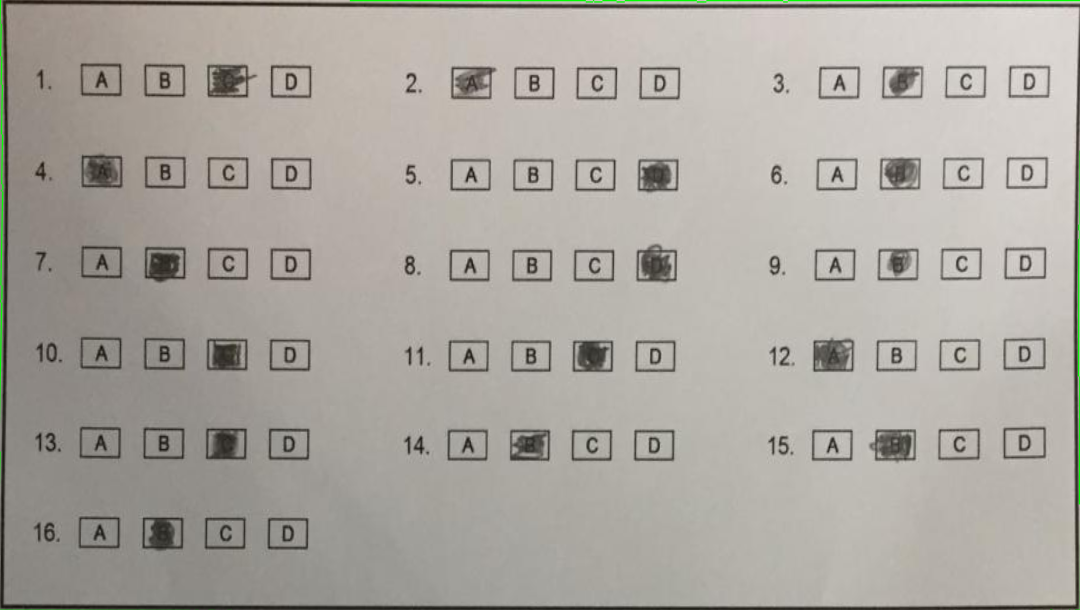 1. A B C D 2. A B C D 3. A B C D
4. A B C D 5. A B C D 6. A B C D
7. A B C D 8. A B C D 9. A B C D
10. A B C D 11. A B C D 12. A B C D
13. A B C D 14. A B C D 15. A B C D
16. A B C D